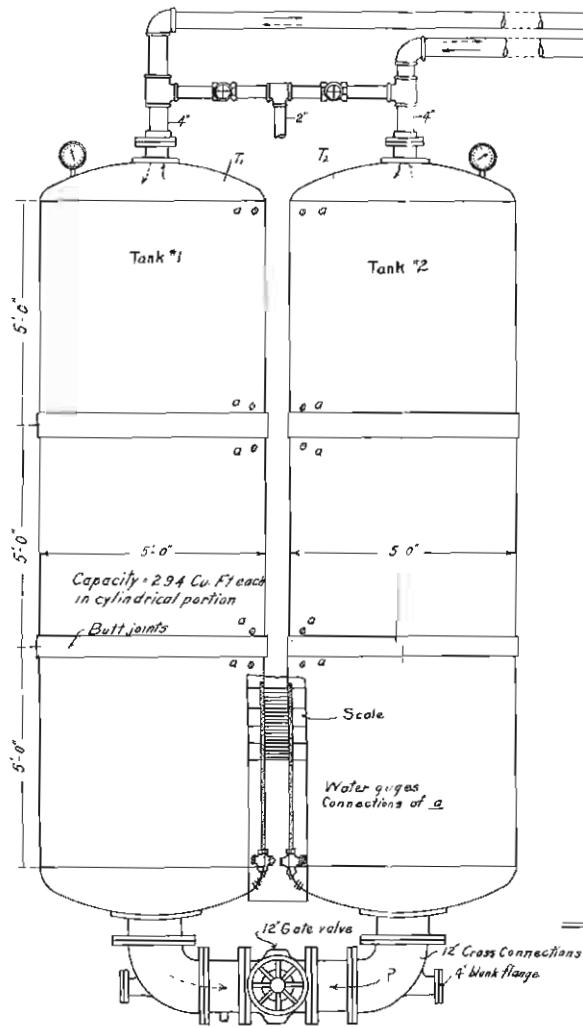 4"
2"
4"
T1
T2
a
a
a
a
Tank #1
Tank #2
5'-0"
a
a
a
a
5'-0"
5'-0"
5 0"
Capacity = 294 Cu. Ft each
in cylindrical portion
a
a
Butt joints
a
a
Scale
5'-0"
Water guges
Connections of a
12" Gate valve
12" Cross Connections
4" blank flange
P